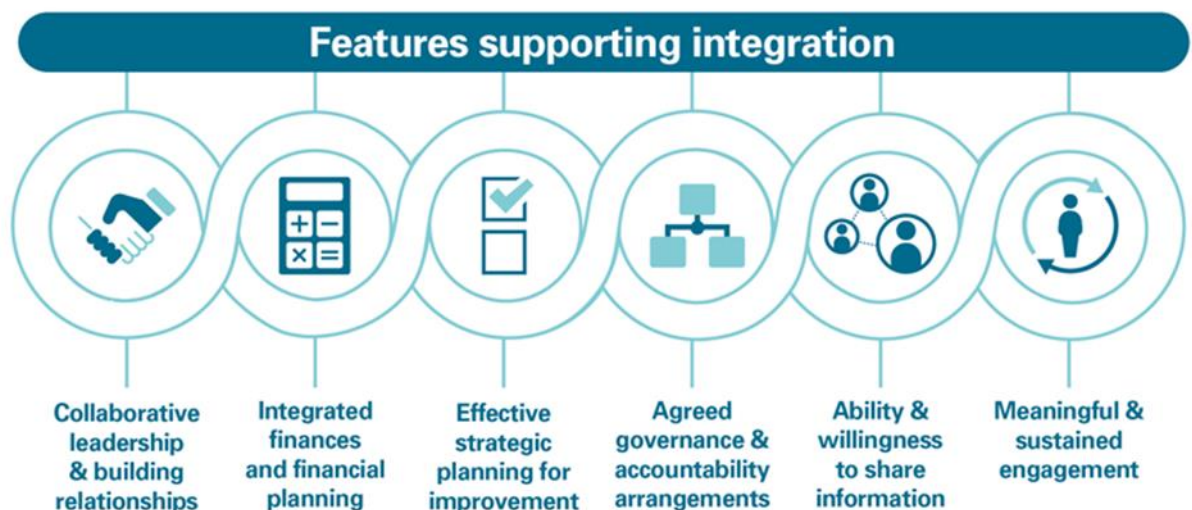 Features supporting integration
Collaborative
leadership
& building
relationships
Integrated
finances
and financial
planning
Effective
strategic
planning for
improvement
Agreed
governance &
accountability
arrangements
Ability &
willingness
to share
information
Meaningful &
sustained
engagement